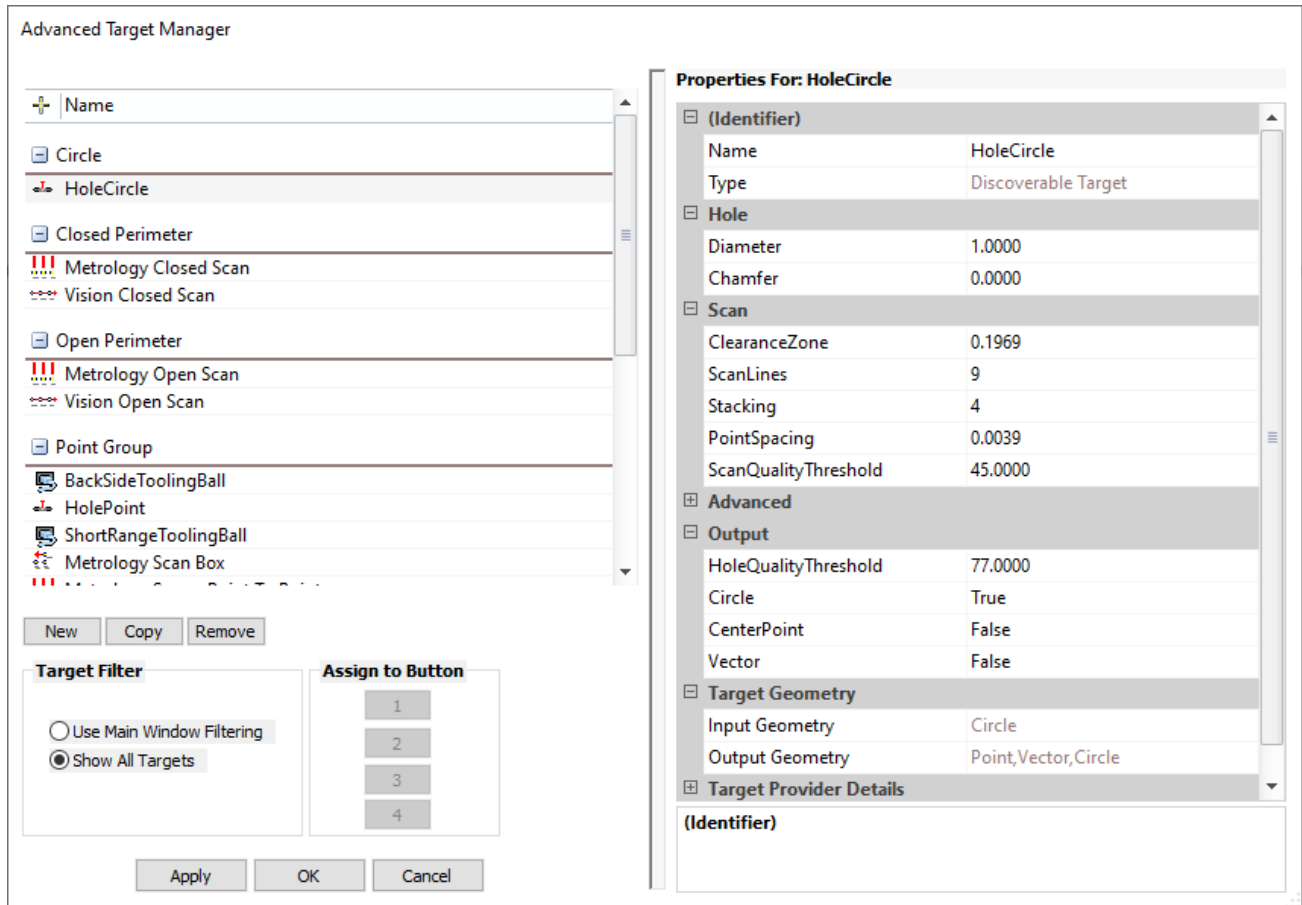 Advanced Target Manager
Name
Circle
HoleCircle
Closed Perimeter
Metrology Closed Scan
Vision Closed Scan
Open Perimeter
Metrology Open Scan
Vision Open Scan
Point Group
BackSideToolingBall
HolePoint
ShortRangeToolingBall
Metrology Scan Box
New Copy Remove
Target Filter
Use Main Window Filtering
Show All Targets
Assign to Button
1
2
3
4
Apply OK Cancel
Properties For: HoleCircle
(Identifier)
Name HoleCircle
Type Discoverable Target
Hole
Diameter 1.0000
Chamfer 0.0000
Scan
ClearanceZone 0.1969
ScanLines 9
Stacking 4
PointSpacing 0.0039
ScanQualityThreshold 45.0000
Advanced
Output
HoleQualityThreshold 77.0000
Circle True
CenterPoint False
Vector False
Target Geometry
Input Geometry Circle
Output Geometry Point,Vector,Circle
Target Provider Details
(Identifier)